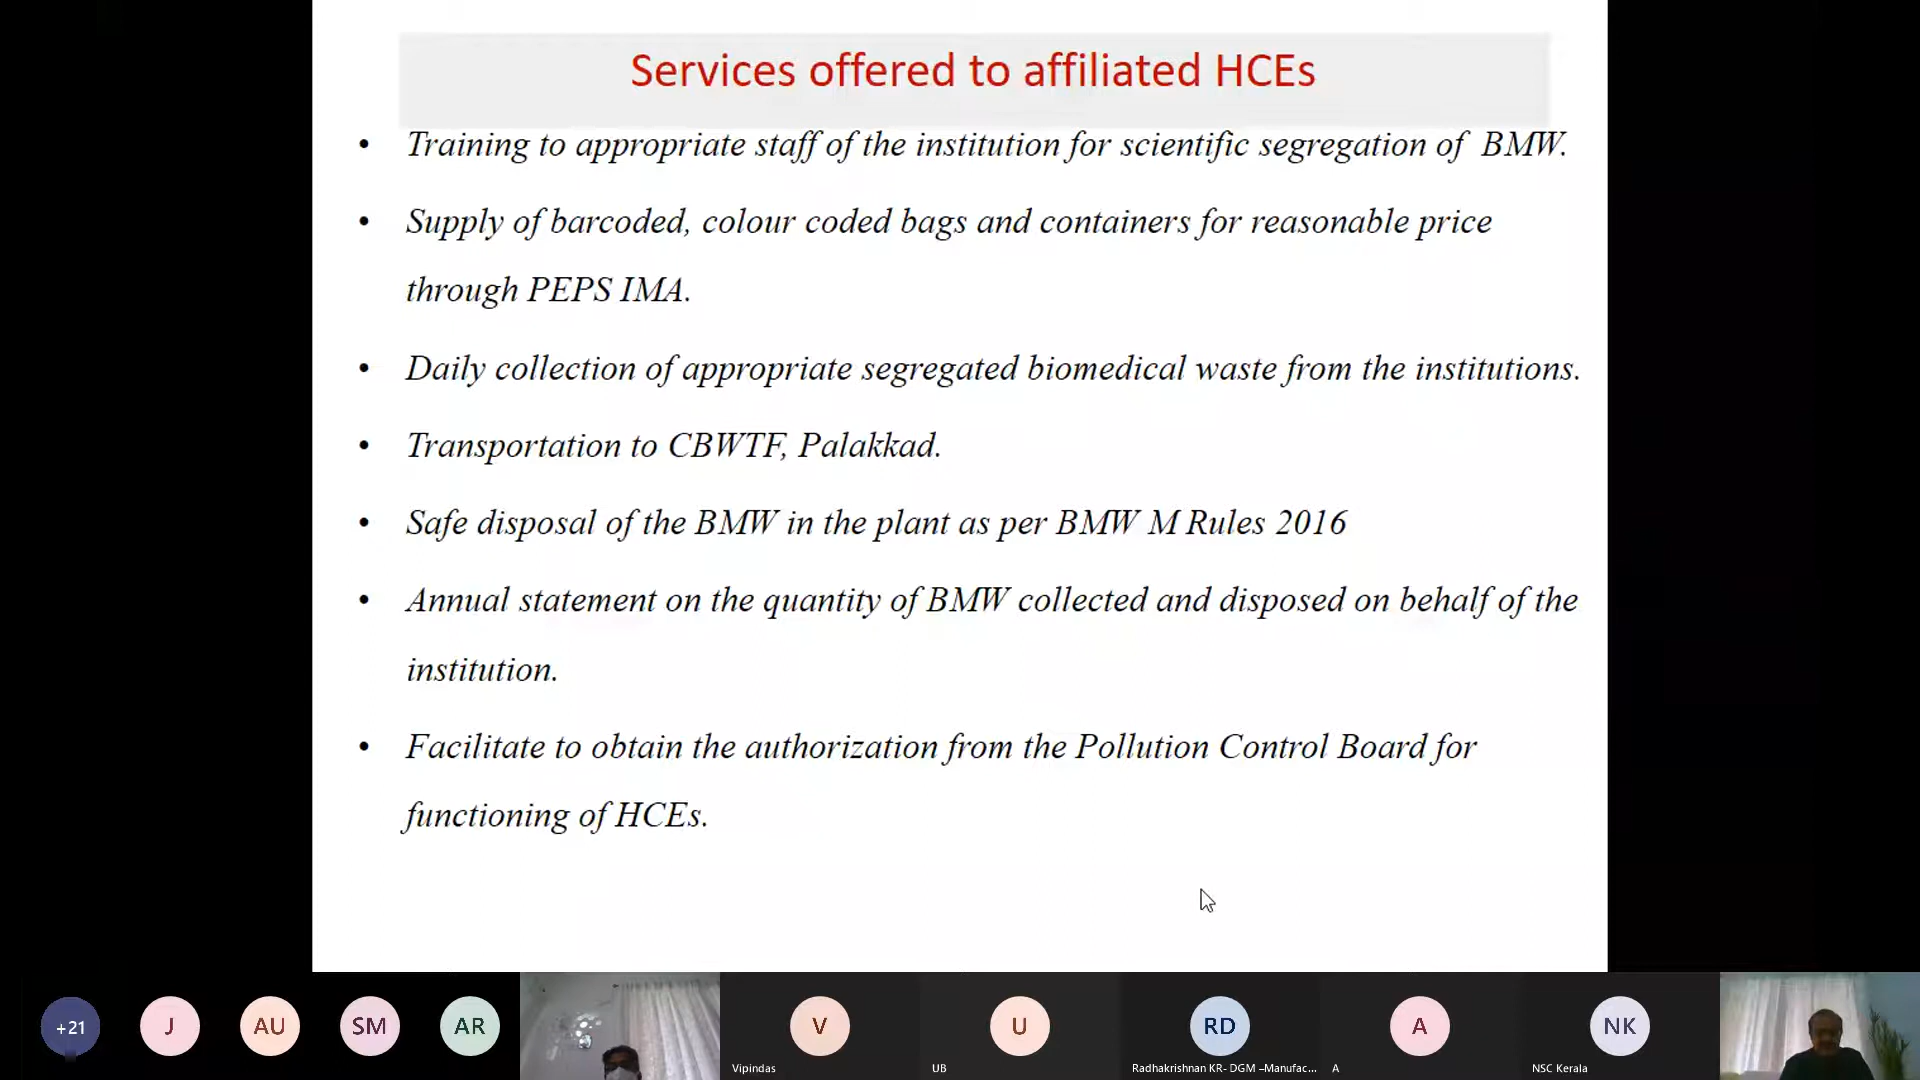 Services offered to affiliated HCEs
• Training to appropriate staff of the institution for scientific segregation of BMW.
• Supply of barcoded, colour coded bags and containers for reasonable price
through PEPS IMA.
• Daily collection of appropriate segregated biomedical waste from the institutions.
• Transportation to CBWTF, Palakkad.
• Safe disposal of the BMW in the plant as per BMW M Rules 2016
• Annual statement on the quantity of BMW collected and disposed on behalf of the
institution.
• Facilitate to obtain the authorization from the Pollution Control Board for
functioning of HCEs.
+21 J AU SM AR V U RD A NK
Vipindas UB Radhakrishnan KR- DGM –Manufac... A NSC Kerala